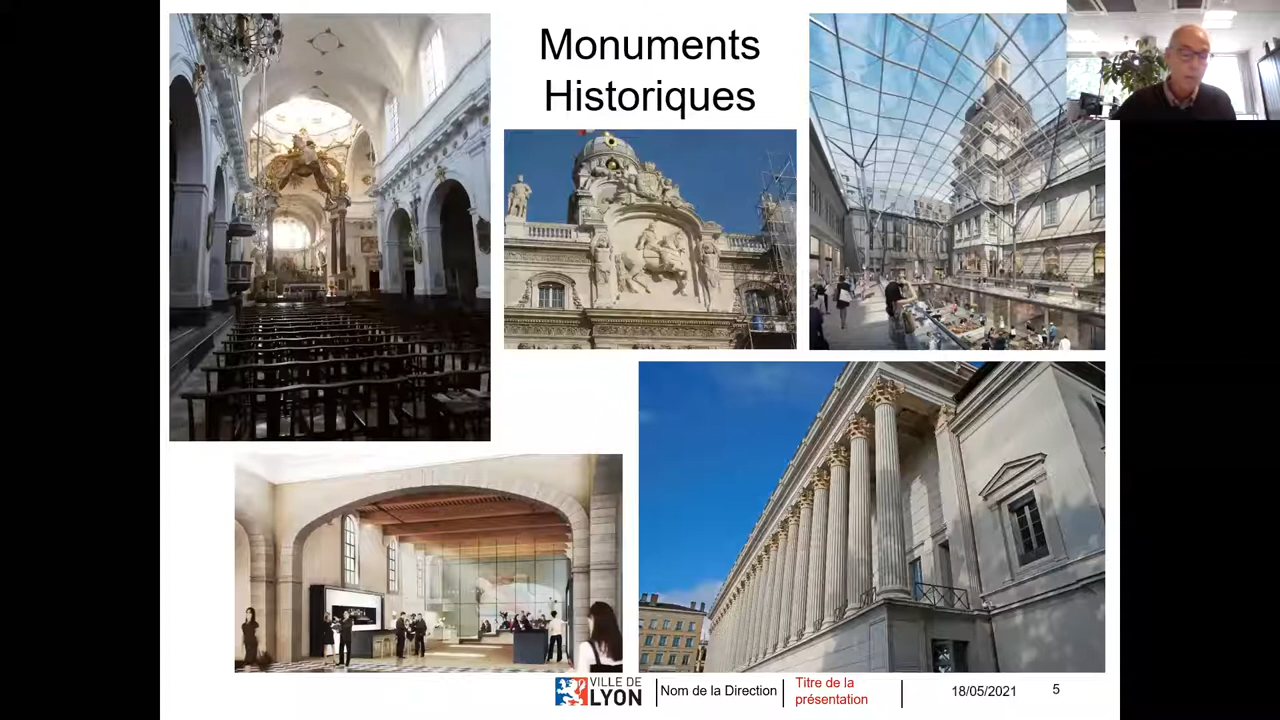 Monuments
Historiques
VILLE DE
LYON
Nom de la Direction
Titre de la
présentation
18/05/2021
5